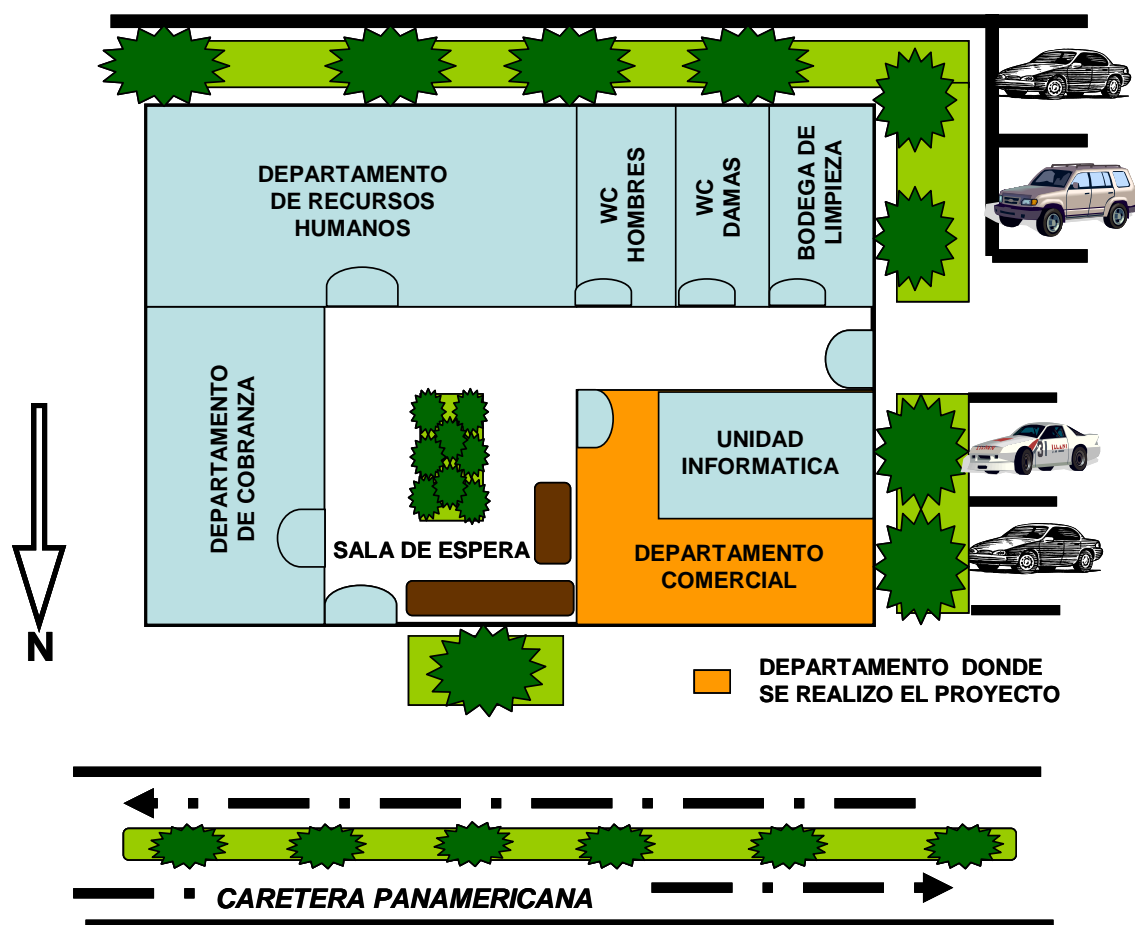 DEPARTAMENTO
DE RECURSOS
HUMANOS
WC
HOMBRES
WC
DAMAS
BODEGA DE
LIMPIEZA
DEPARTAMENTO
DE COBRANZA
UNIDAD
INFORMATICA
31
SALA DE ESPERA
DEPARTAMENTO
COMERCIAL
N
DEPARTAMENTO DONDE
SE REALIZO EL PROYECTO
CARETERA PANAMERICANA